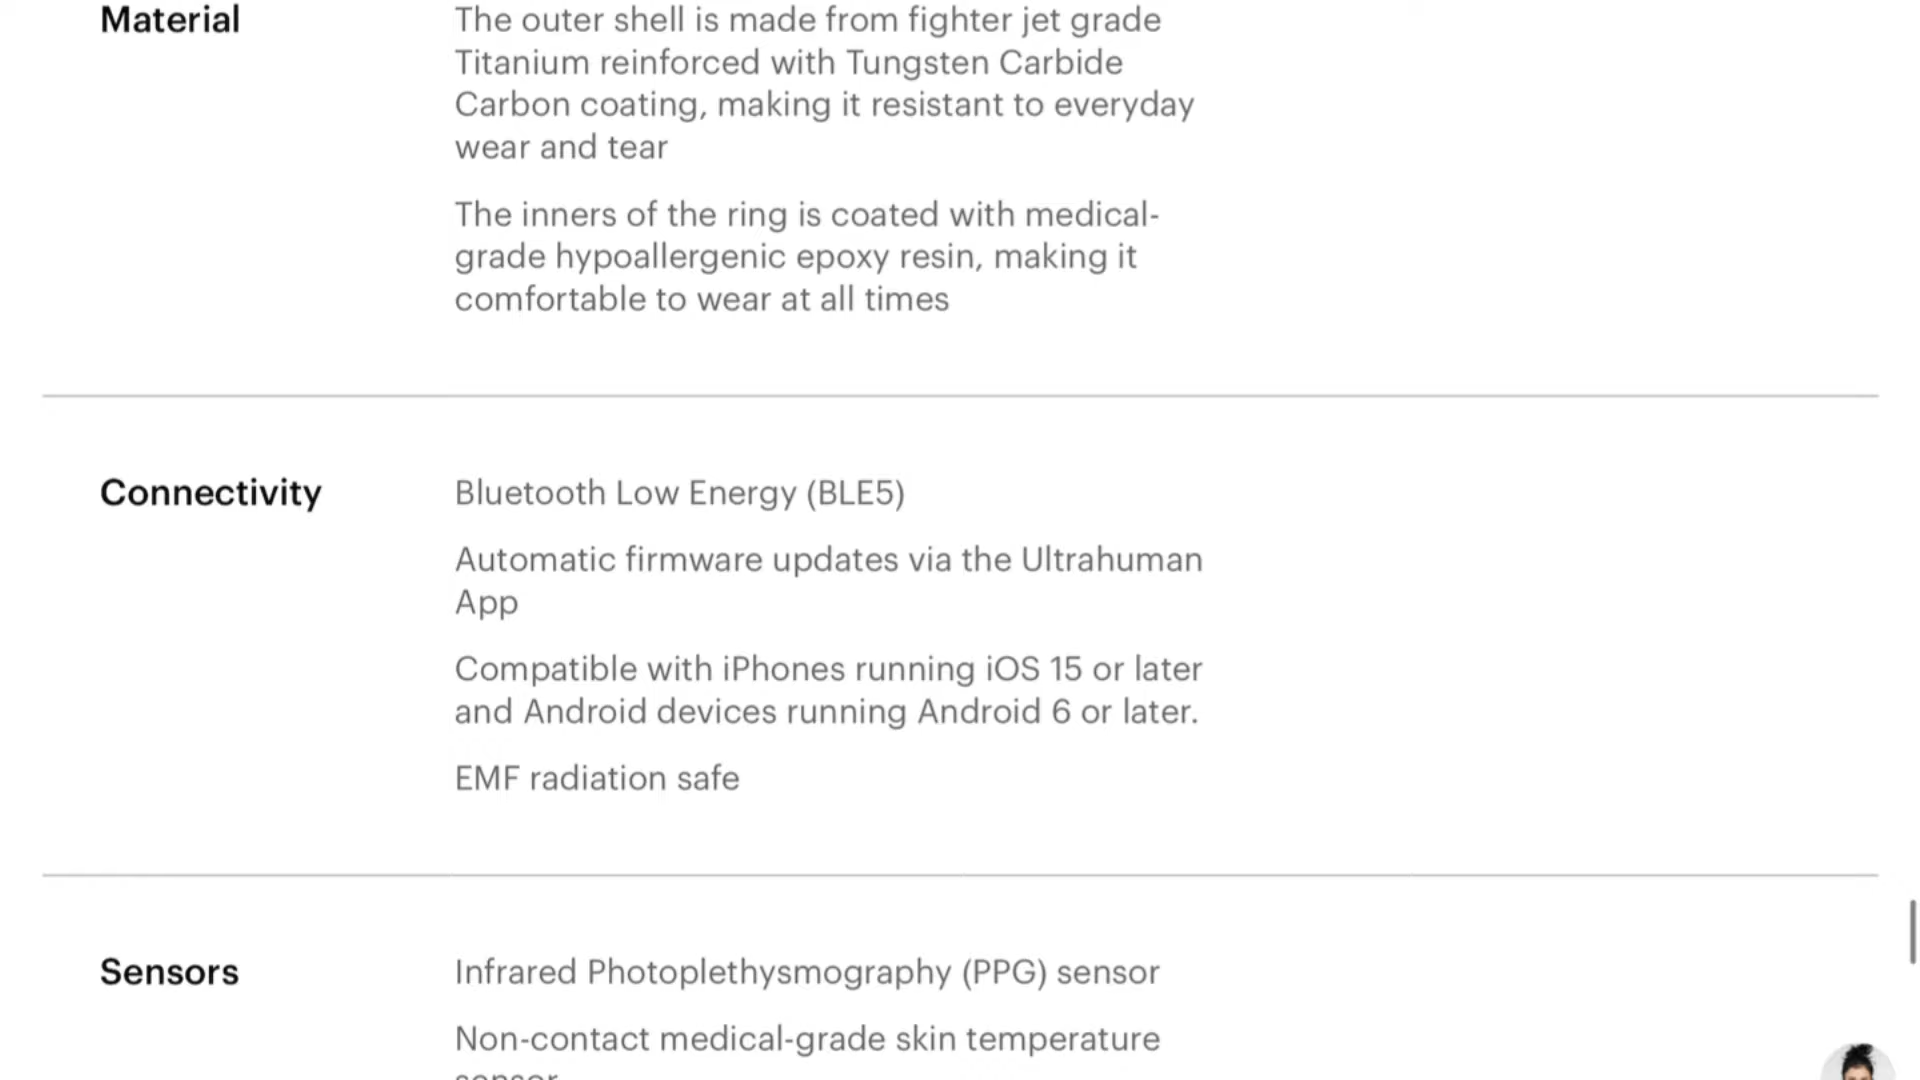 Material
The outer shell is made from fighter jet grade
Titanium reinforced with Tungsten Carbide
Carbon coating, making it resistant to everyday
wear and tear
The inners of the ring is coated with medical-
grade hypoallergenic epoxy resin, making it
comfortable to wear at all times
Connectivity
Bluetooth Low Energy (BLE5)
Automatic firmware updates via the Ultrahuman
App
Compatible with iPhones running iOS 15 or later
and Android devices running Android 6 or later.
EMF radiation safe
Sensors
Infrared Photoplethysmography (PPG) sensor
Non-contact medical-grade skin temperature
sensor